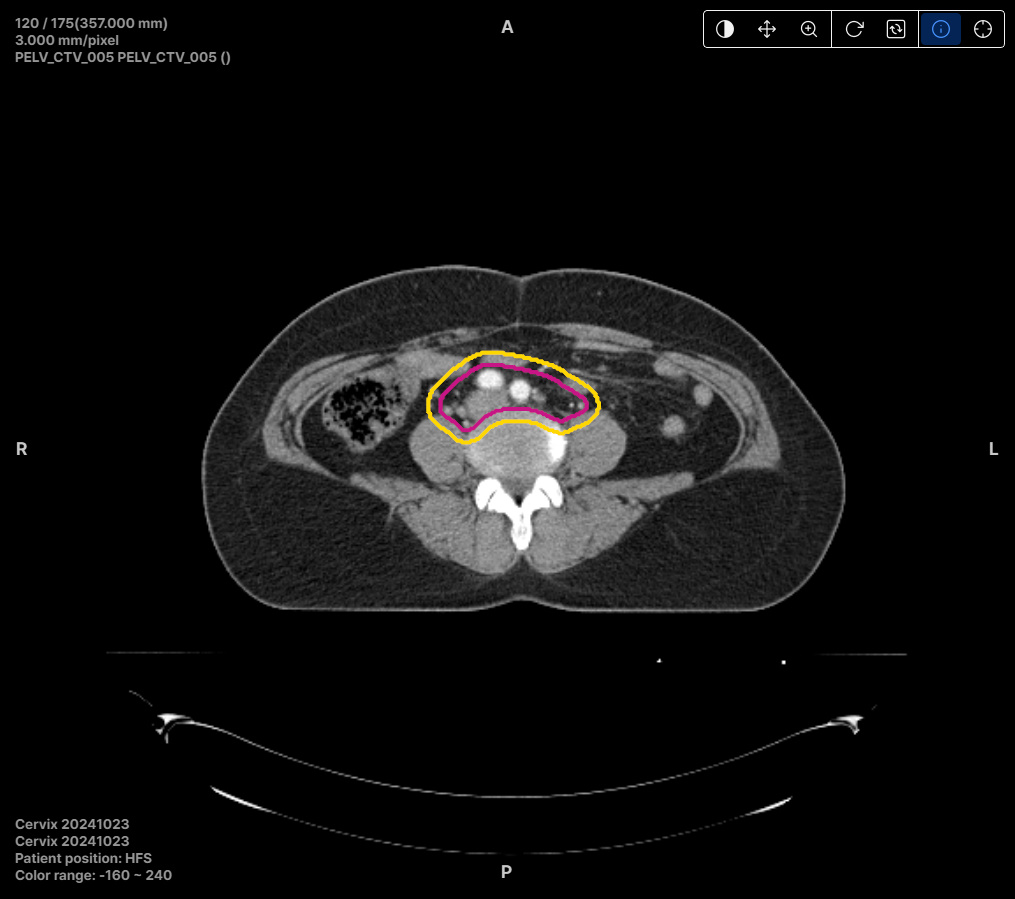 120 / 175(357.000 mm)
3.000 mm/pixel
PELV_CTV_005 PELV_CTV_005 ()
A
R
L
Cervix 20241023
Cervix 20241023
Patient position: HFS
Color range: -160 ~ 240
P